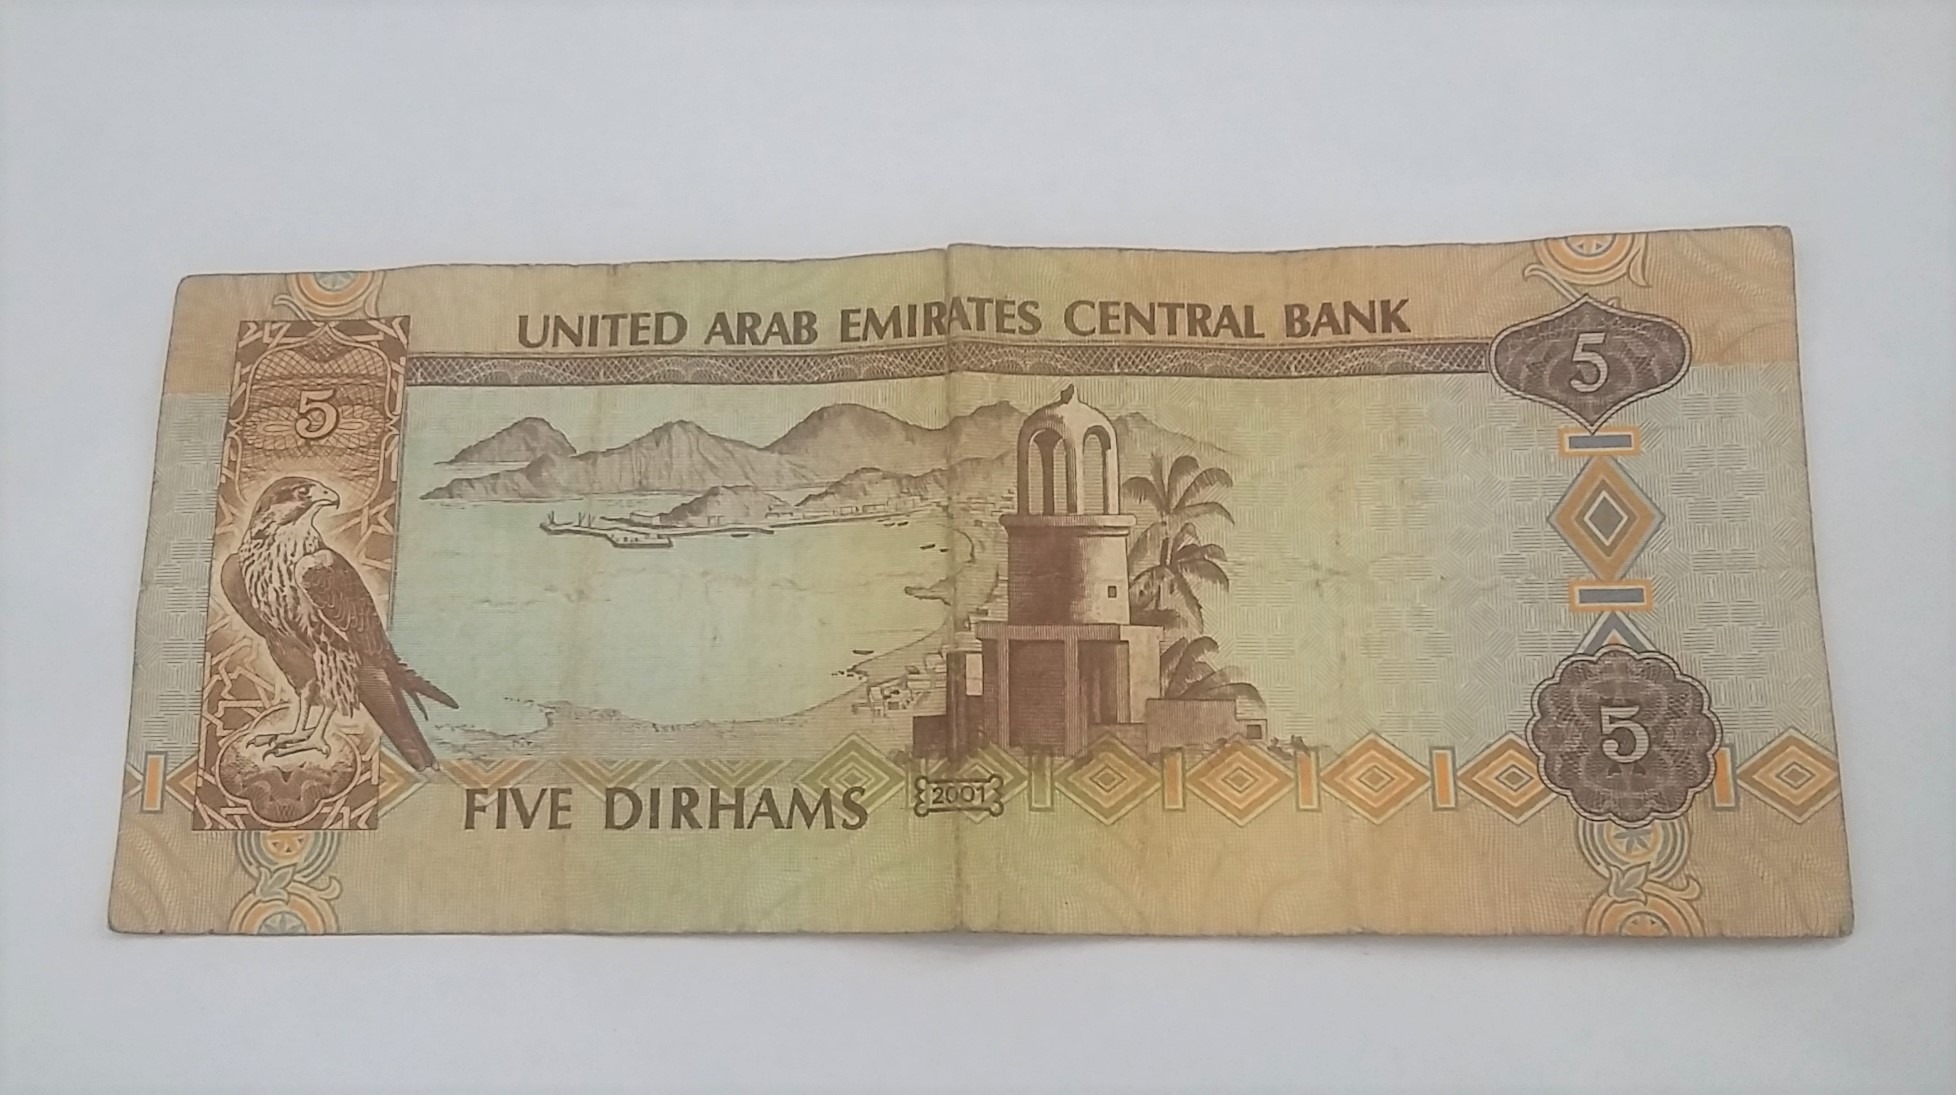 UNITED ARAB EMIRATES CENTRAL BANK
5
5
5
FIVE DIRHAMS
2001